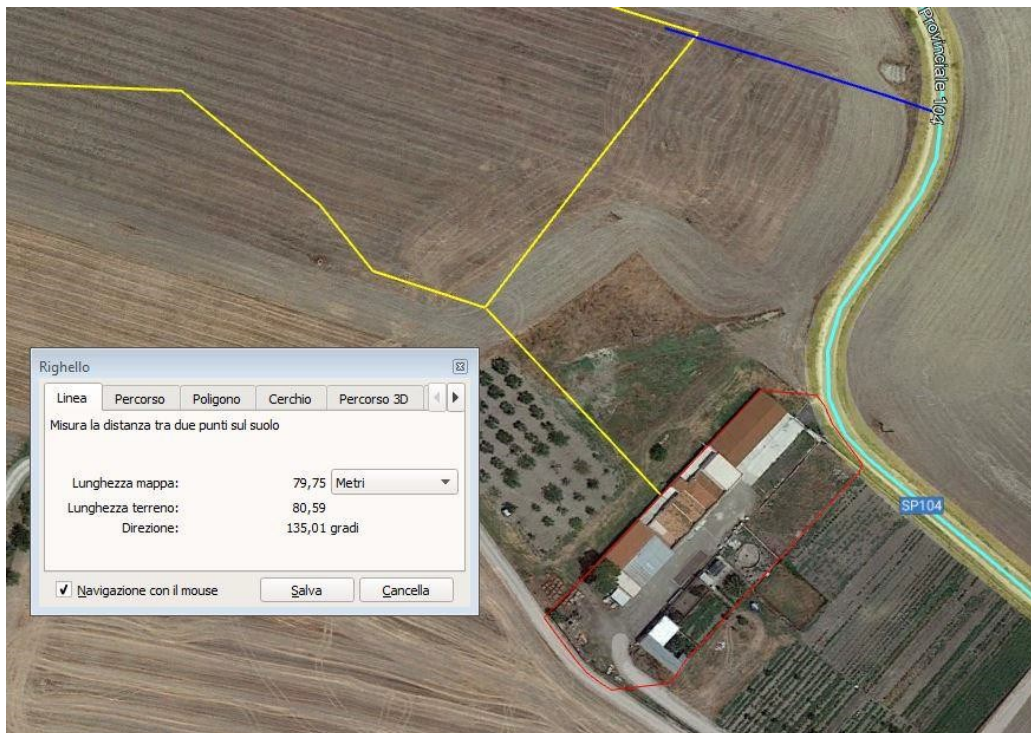 Provinciale 104
Righello
Linea Percorso Poligono Cerchio Percorso 3D
Misura la distanza tra due punti sul suolo
Lunghezza mappa: 79,75 Metri
Lunghezza terreno: 80,59
Direzione: 135,01 gradi
Navigazione con il mouse Salva Cancella
SP104